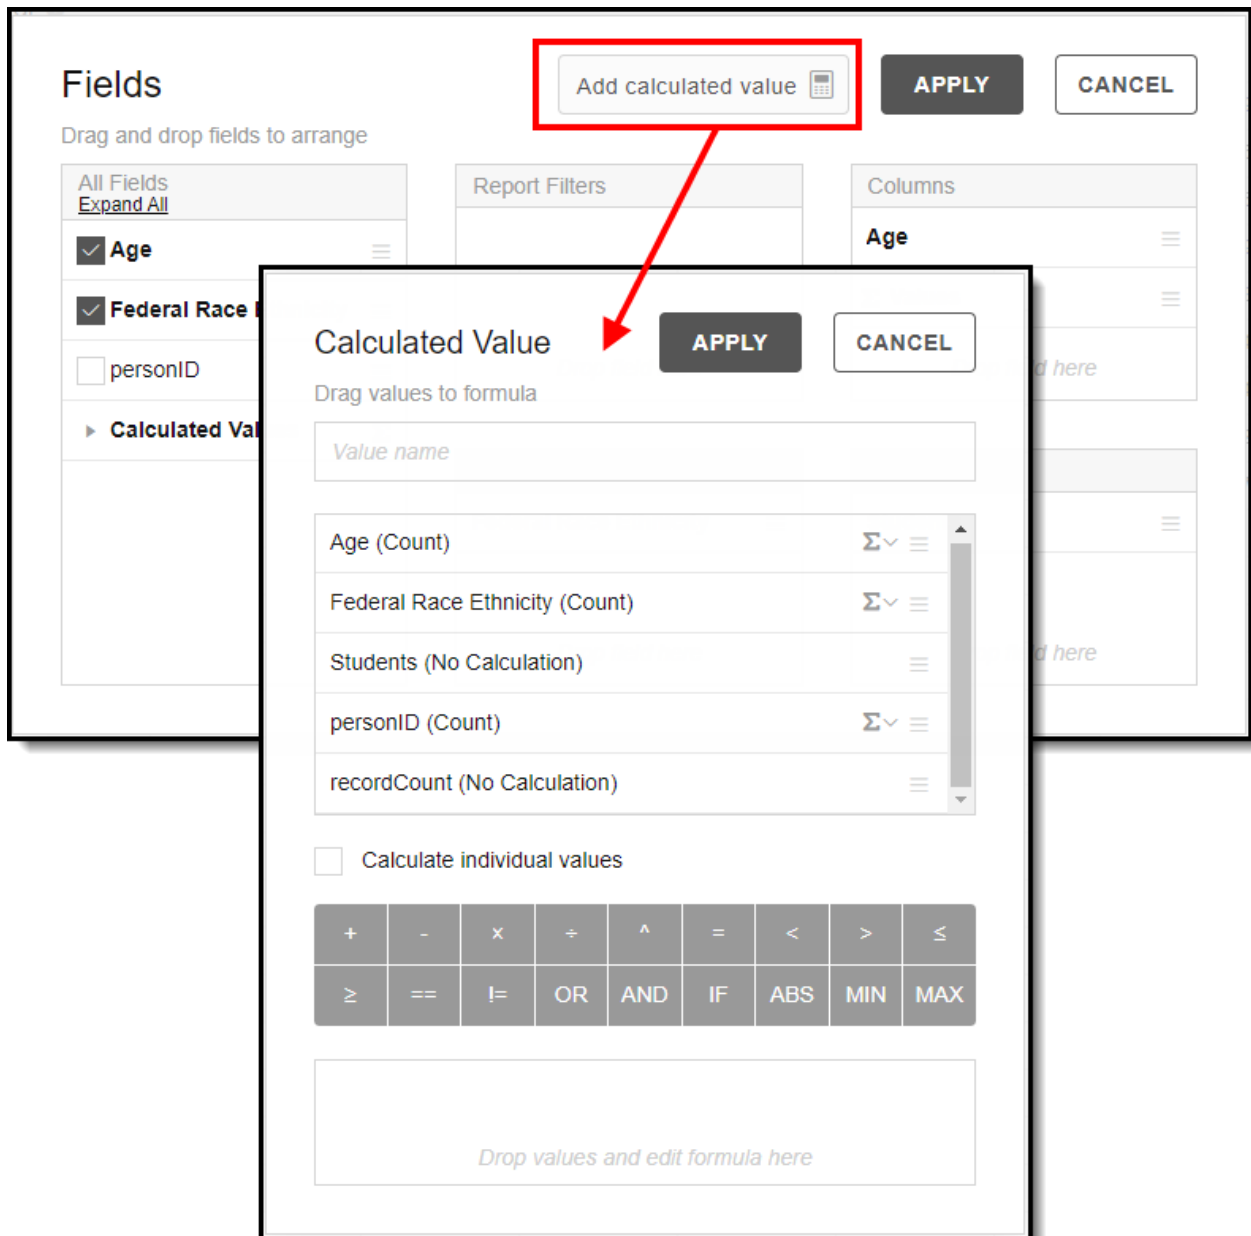 Fields
Add calculated value
APPLY
CANCEL
Drag and drop fields to arrange
All Fields
Expand All
Report Filters
Columns
Age
Age
Federal Race
personID
Calculated Val
d here
d here
Calculated Value
APPLY
CANCEL
Drag values to formula
Value name
Age (Count)
Σ
Federal Race Ethnicity (Count)
Σ
Students (No Calculation)
personID (Count)
Σ
recordCount (No Calculation)
Calculate individual values
+ - x ÷ ^ = < > ≤
≥ == != OR AND IF ABS MIN MAX
Drop values and edit formula here